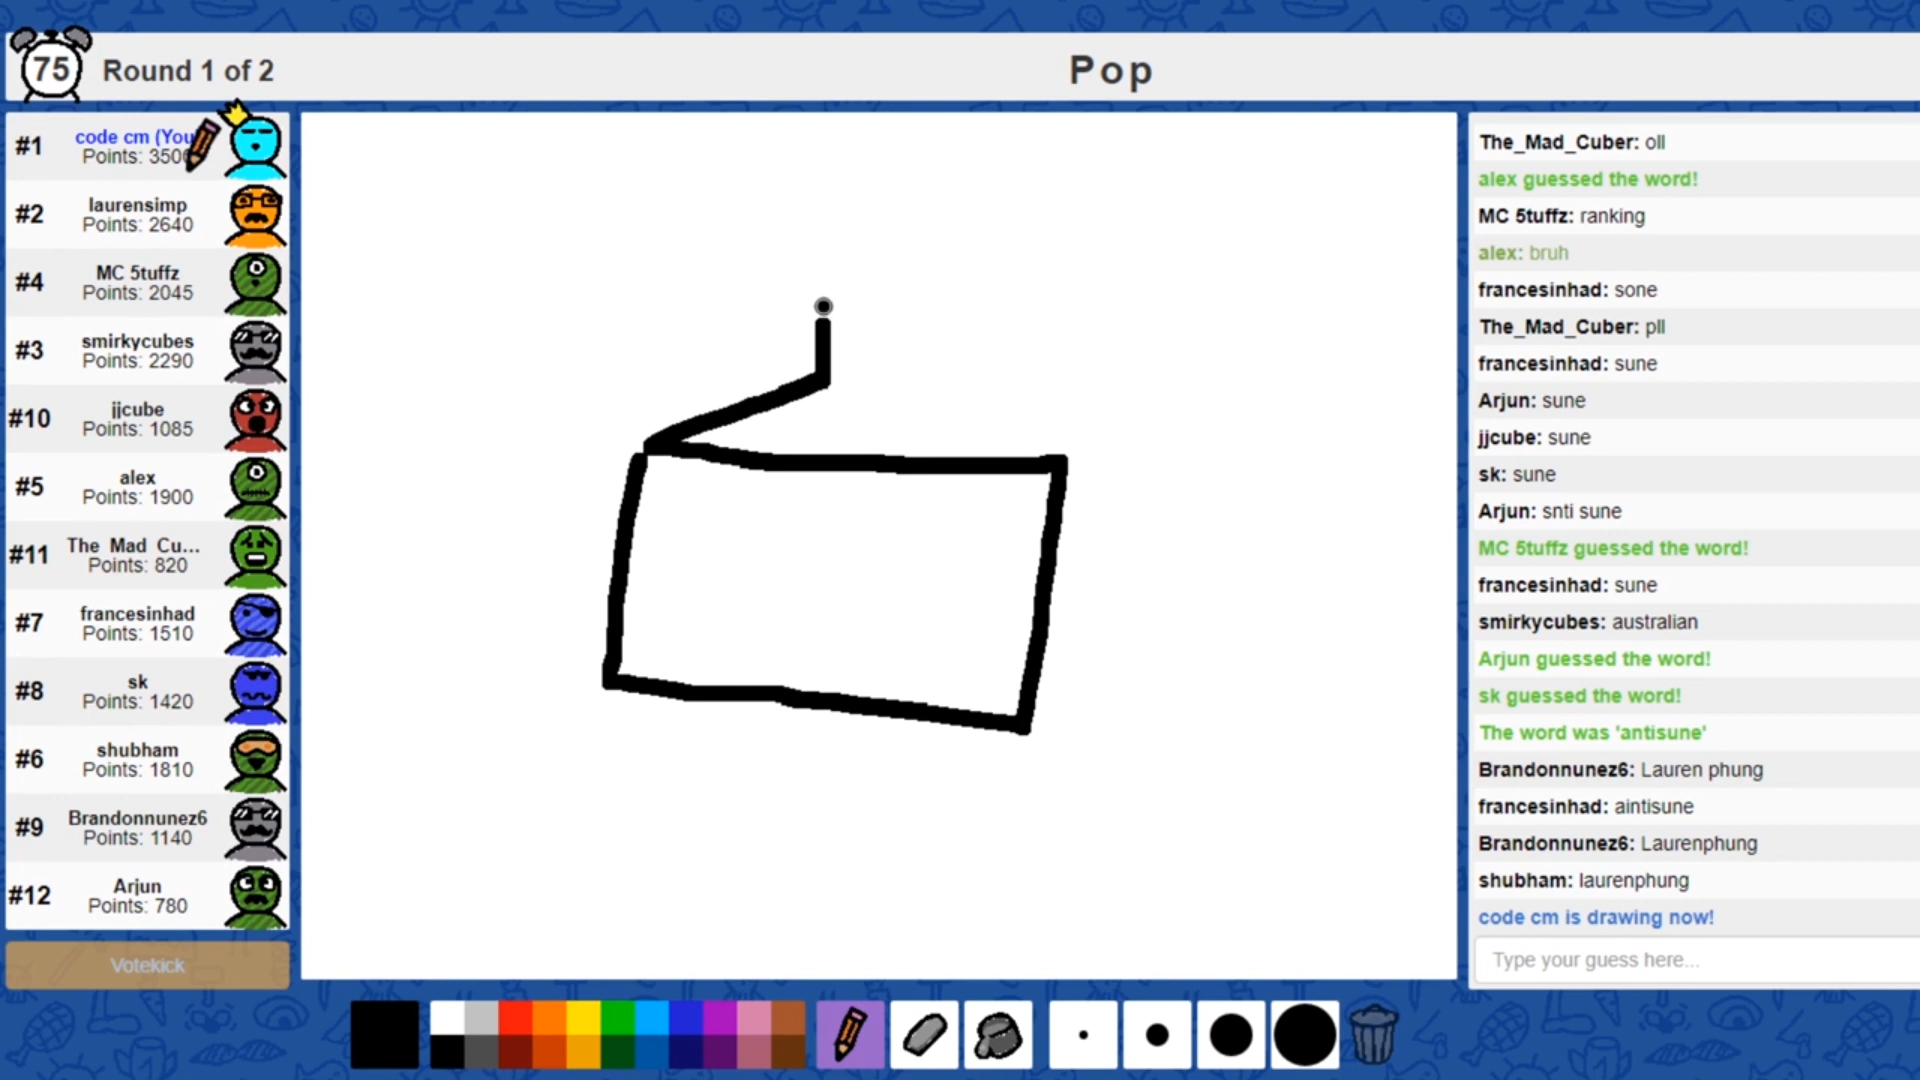 75
Round 1 of 2
Pop
#1
code cm (You
Points: 3500
#2
laurensimp
Points: 2640
#4
MC 5tuffz
Points: 2045
#3
smirkycubes
Points: 2290
#10
jjcube
Points: 1085
#5
alex
Points: 1900
#11
The_Mad_Cu...
Points: 820
#7
francesinhad
Points: 1510
#8
sk
Points: 1420
#6
shubham
Points: 1810
#9
Brandonnunez6
Points: 1140
#12
Arjun
Points: 780
Votekick
The_Mad_Cuber: oll
alex guessed the word!
MC 5tuffz: ranking
alex: bruh
francesinhad: sone
The_Mad_Cuber: pll
francesinhad: sune
Arjun: sune
jjcube: sune
sk: sune
Arjun: snti sune
MC 5tuffz guessed the word!
francesinhad: sune
smirkycubes: australian
Arjun guessed the word!
sk guessed the word!
The word was 'antisune'
Brandonnunez6: Lauren phung
francesinhad: aintisune
Brandonnunez6: Laurenphung
shubham: laurenphung
code cm is drawing now!
Type your guess here...